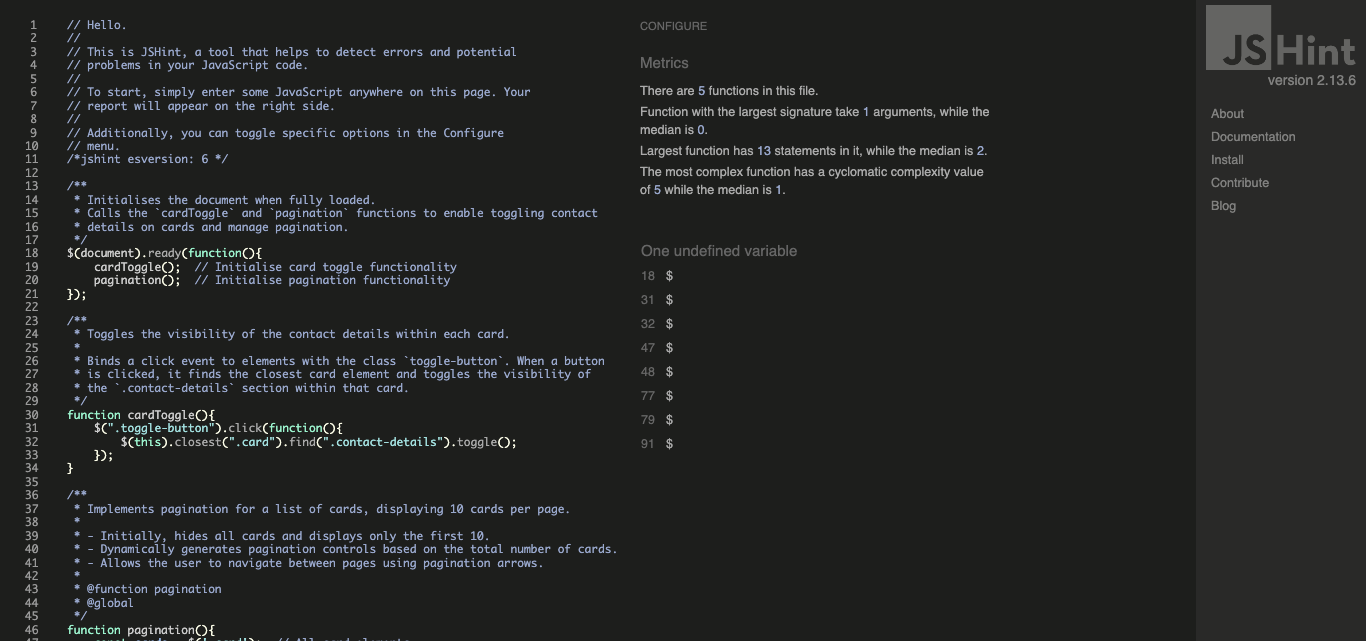 1 // Hello.
2 //
3 // This is JSHint, a tool that helps to detect errors and potential
4 // problems in your JavaScript code.
5 //
6 // To start, simply enter some JavaScript anywhere on this page. Your
7 // report will appear on the right side.
8 //
9 // Additionally, you can toggle specific options in the Configure
10 // menu.
11 /*jshint esversion: 6 */
12
13 /**
14  * Initialises the document when fully loaded.
15  * Calls the `cardToggle` and `pagination` functions to enable toggling contact
16  * details on cards and manage pagination.
17  */
18 $(document).ready(function(){
19     cardToggle();  // Initialise card toggle functionality
20     pagination();  // Initialise pagination functionality
21 });
22
23 /**
24  * Toggles the visibility of the contact details within each card.
25  *
26  * Binds a click event to elements with the class `toggle-button`. When a button
27  * is clicked, it finds the closest card element and toggles the visibility of
28  * the `.contact-details` section within that card.
29  */
30 function cardToggle(){
31     $(".toggle-button").click(function(){
32         $(this).closest(".card").find(".contact-details").toggle();
33     });
34 }
35
36 /**
37  * Implements pagination for a list of cards, displaying 10 cards per page.
38  *
39  * - Initially, hides all cards and displays only the first 10.
40  * - Dynamically generates pagination controls based on the total number of cards.
41  * - Allows the user to navigate between pages using pagination arrows.
42  *
43  * @function pagination
44  * @global
45  */
46 function pagination(){
CONFIGURE
Metrics
There are 5 functions in this file.
Function with the largest signature take 1 arguments, while the
median is 0.
Largest function has 13 statements in it, while the median is 2.
The most complex function has a cyclomatic complexity value
of 5 while the median is 1.
One undefined variable
18 $
31 $
32 $
47 $
48 $
77 $
79 $
91 $
JSHint
version 2.13.6
About
Documentation
Install
Contribute
Blog